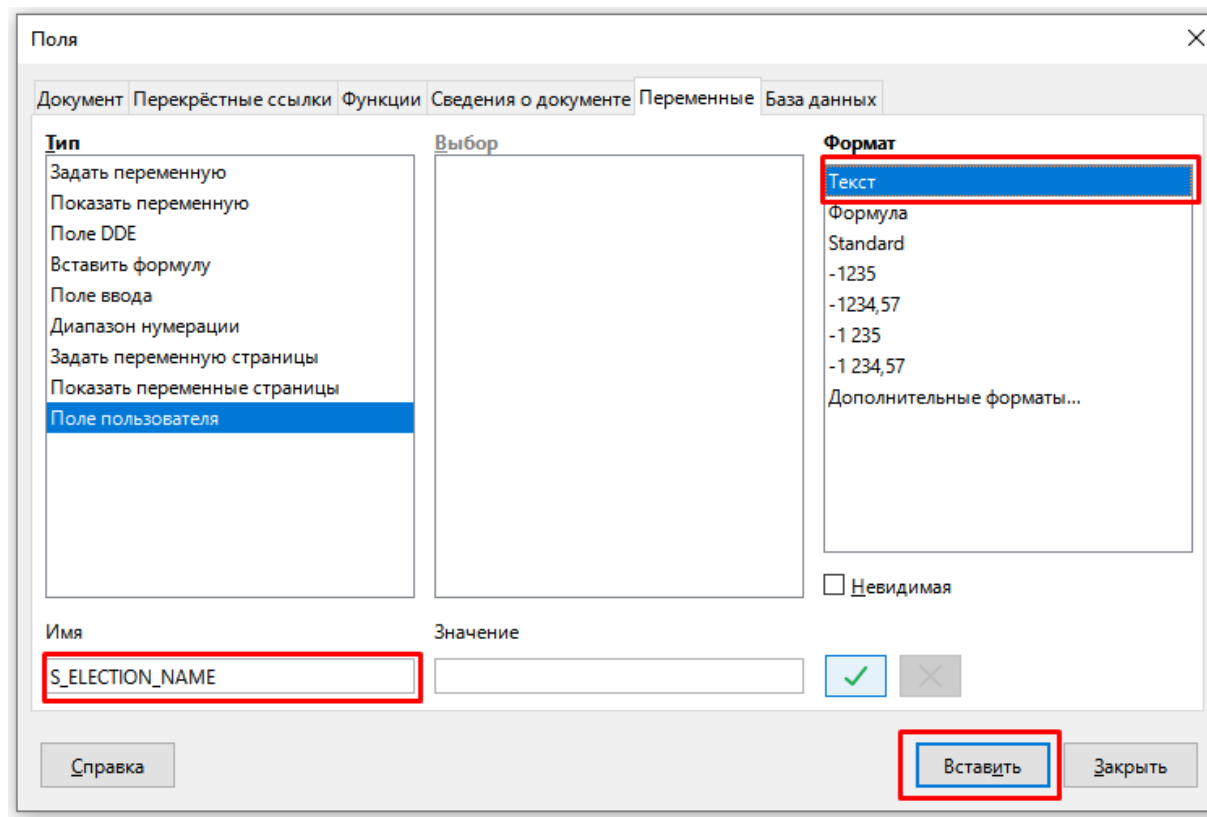 Поля
Документ Перекрёстные ссылки Функции Сведения о документе Переменные База данных
Тип
Задать переменную
Показать переменную
Поле DDE
Вставить формулу
Поле ввода
Диапазон нумерации
Задать переменную страницы
Показать переменные страницы
Поле пользователя
Выбор
Формат
Текст
Формула
Standard
-1235
-1234,57
-1 235
-1 234,57
Дополнительные форматы...
Невидимая
Имя
S_ELECTION_NAME
Значение
Справка
Вставить
Закрыть